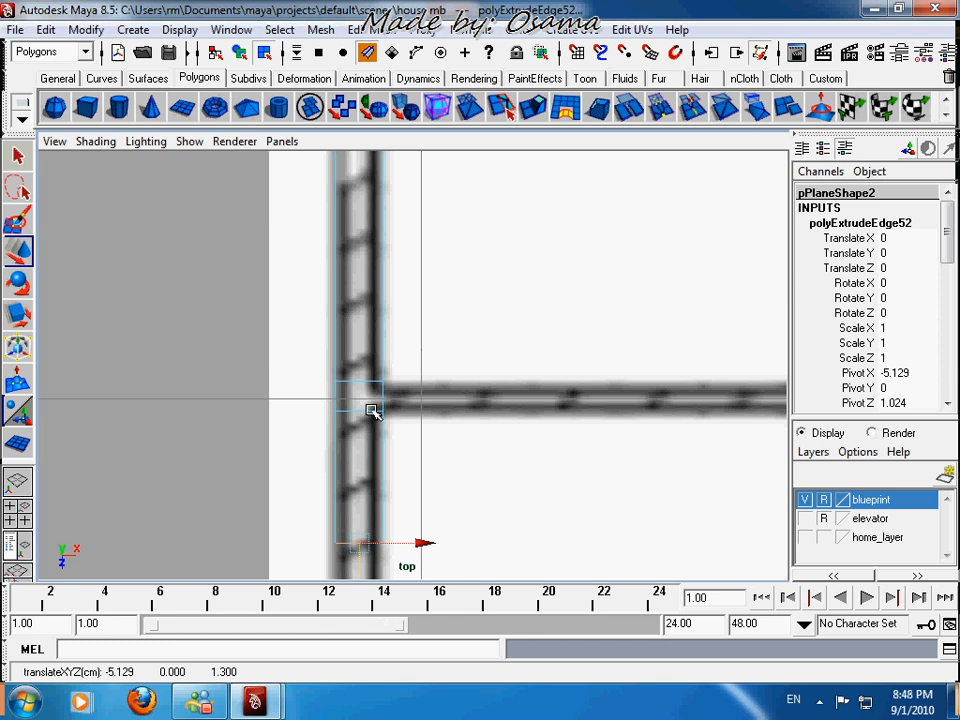 Autodesk Maya 8.5: C:\Users\rm\Documents\maya\projects\default\scene house.mb polyExtrudeEdge52...
Made by: Osama
File Edit Modify Create Display Window Select Mesh Edit UVs Help
Polygons
General Curves Surfaces Polygons Subdivs Deformation Animation Dynamics Rendering PaintEffects Toon Fluids Fur Hair nCloth Cloth Custom
View Shading Lighting Show Renderer Panels
Channels Object
pPlaneShape2
INPUTS
polyExtrudeEdge52
Translate X 0
Translate Y 0
Translate Z 0
Rotate X 0
Rotate Y 0
Rotate Z 0
Scale X 1
Scale Y 1
Scale Z 1
Pivot X -5.129
Pivot Y 0
Pivot Z 1.024
Display Render
Layers Options Help
V R blueprint
R elevator
home_layer
y x
z
top
<< >>
2 4 6 8 10 12 14 16 18 20 22 24 1.00
1.00 1.00 24.00 48.00 No Character Set
MEL
translateXYZ(cm): -5.129 0.000 1.300
EN 8:48 PM
9/1/2010